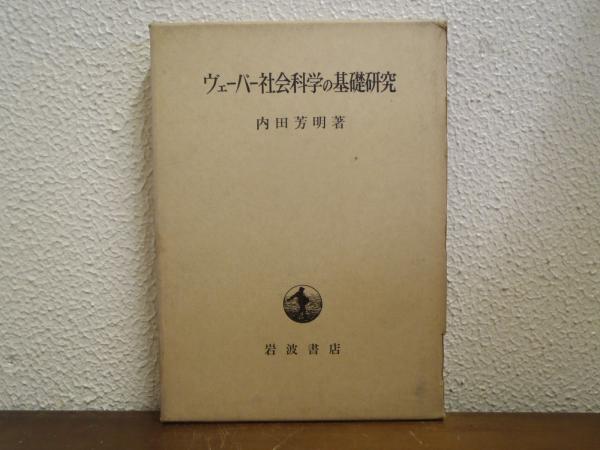 ヴェーバー社会科学の基礎研究
内田芳明著
岩波書店